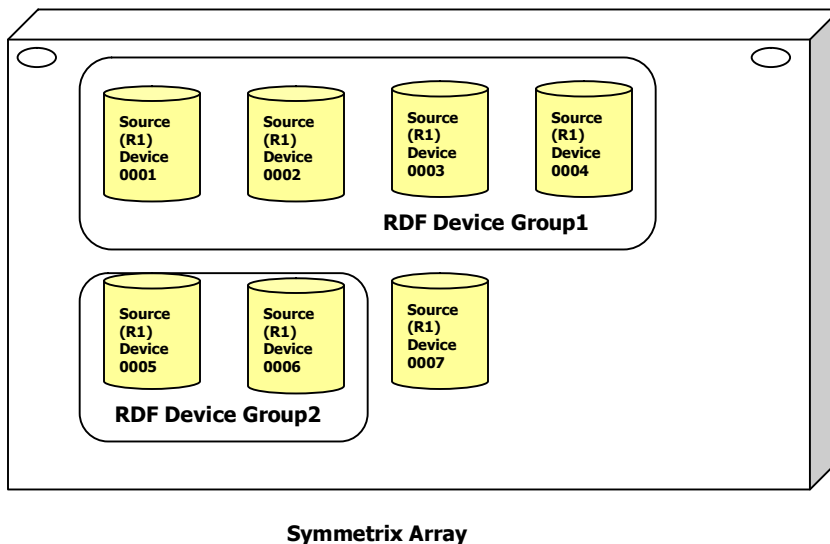 Source
(R1)
Device
0001
Source
(R1)
Device
0002
Source
(R1)
Device
0003
Source
(R1)
Device
0004
RDF Device Group1
Source
(R1)
Device
0005
Source
(R1)
Device
0006
Source
(R1)
Device
0007
RDF Device Group2
Symmetrix Array